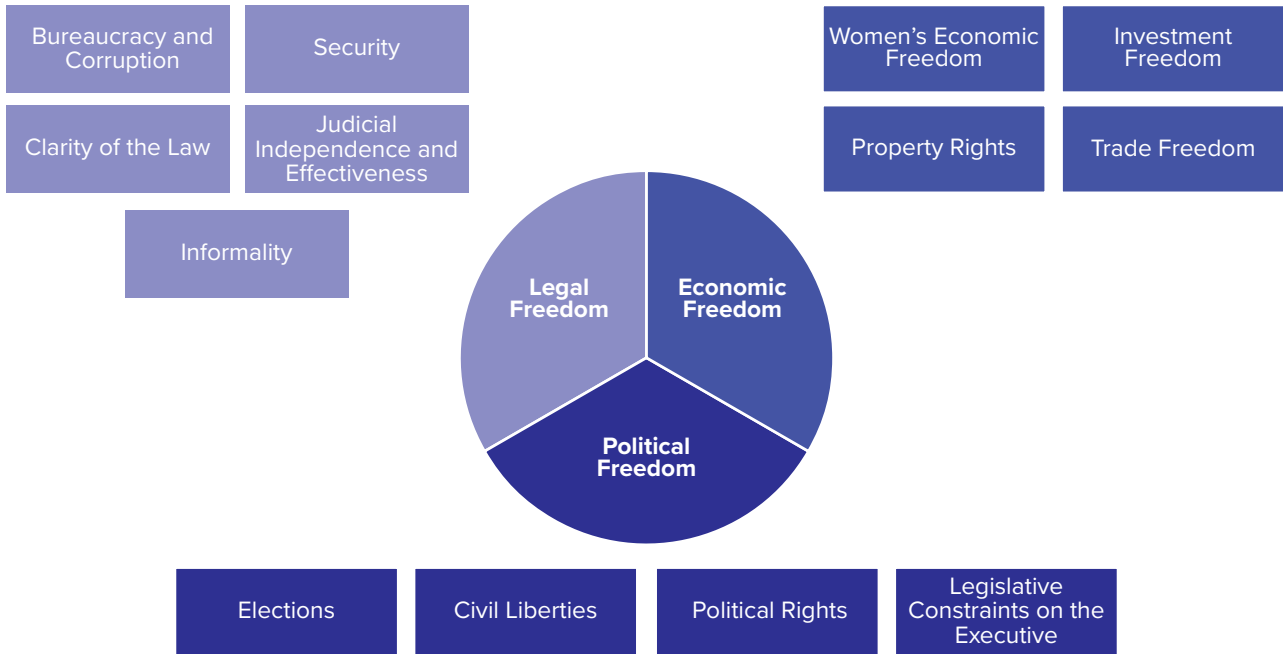 Bureaucracy and
Corruption
Security
Clarity of the Law
Judicial
Independence and
Effectiveness
Informality
Women’s Economic
Freedom
Investment
Freedom
Property Rights
Trade Freedom
Legal
Freedom
Economic
Freedom
Political
Freedom
Elections
Civil Liberties
Political Rights
Legislative
Constraints on the
Executive